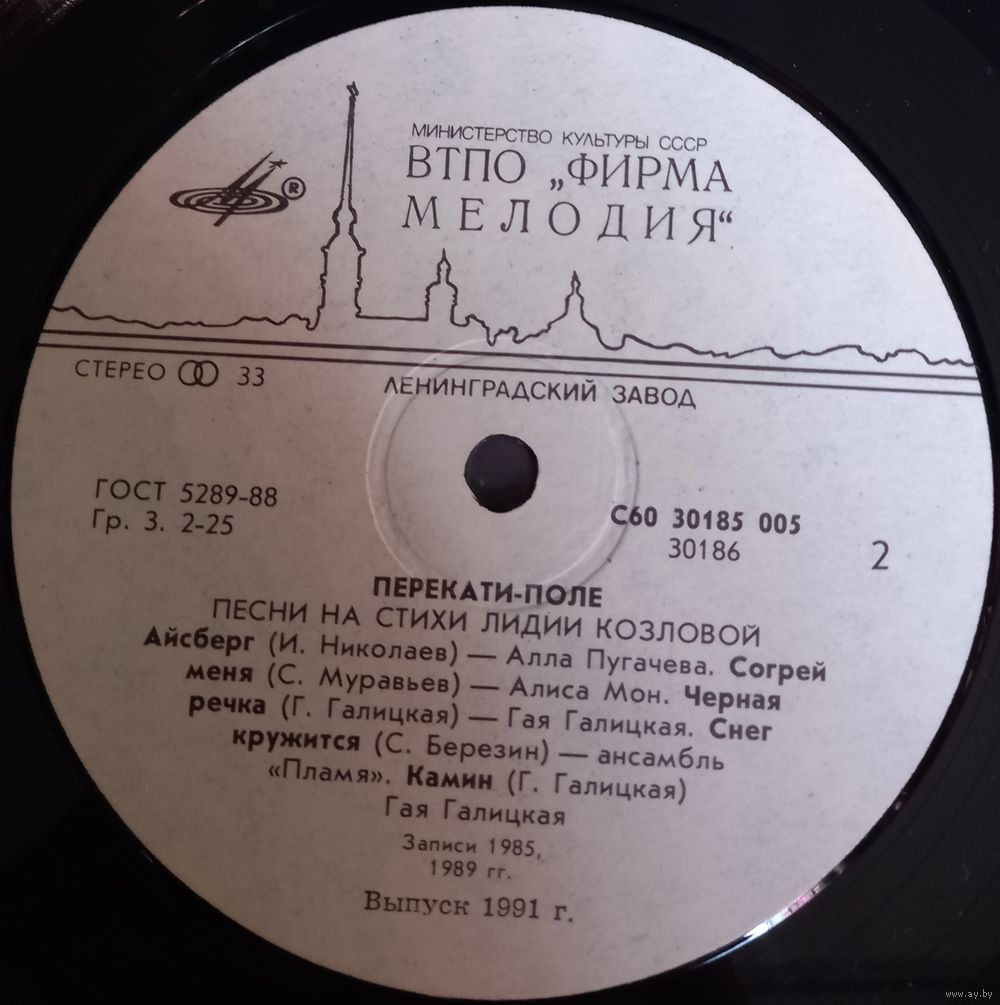 МИНИСТЕРСТВО КУЛЬТУРЫ СССР
ВТПО „ФИРМА
МЕЛОДИЯ“
®
СТЕРЕО 33
ЛЕНИНГРАДСКИЙ ЗАВОД
ГОСТ 5289-88
Гр. 3. 2-25
С60 30185 005
30186
2
ПЕРЕКАТИ-ПОЛЕ
ПЕСНИ НА СТИХИ ЛИДИИ КОЗЛОВОЙ
Айсберг (И. Николаев) — Алла Пугачева. Согрей
меня (С. Муравьев) — Алиса Мон. Черная
речка (Г. Галицкая) — Гая Галицкая. Снег
кружится (С. Березин) — ансамбль
«Пламя». Камин (Г. Галицкая)
Гая Галицкая
Записи 1985,
1989 гг.
Выпуск 1991 г.
www.ay.by